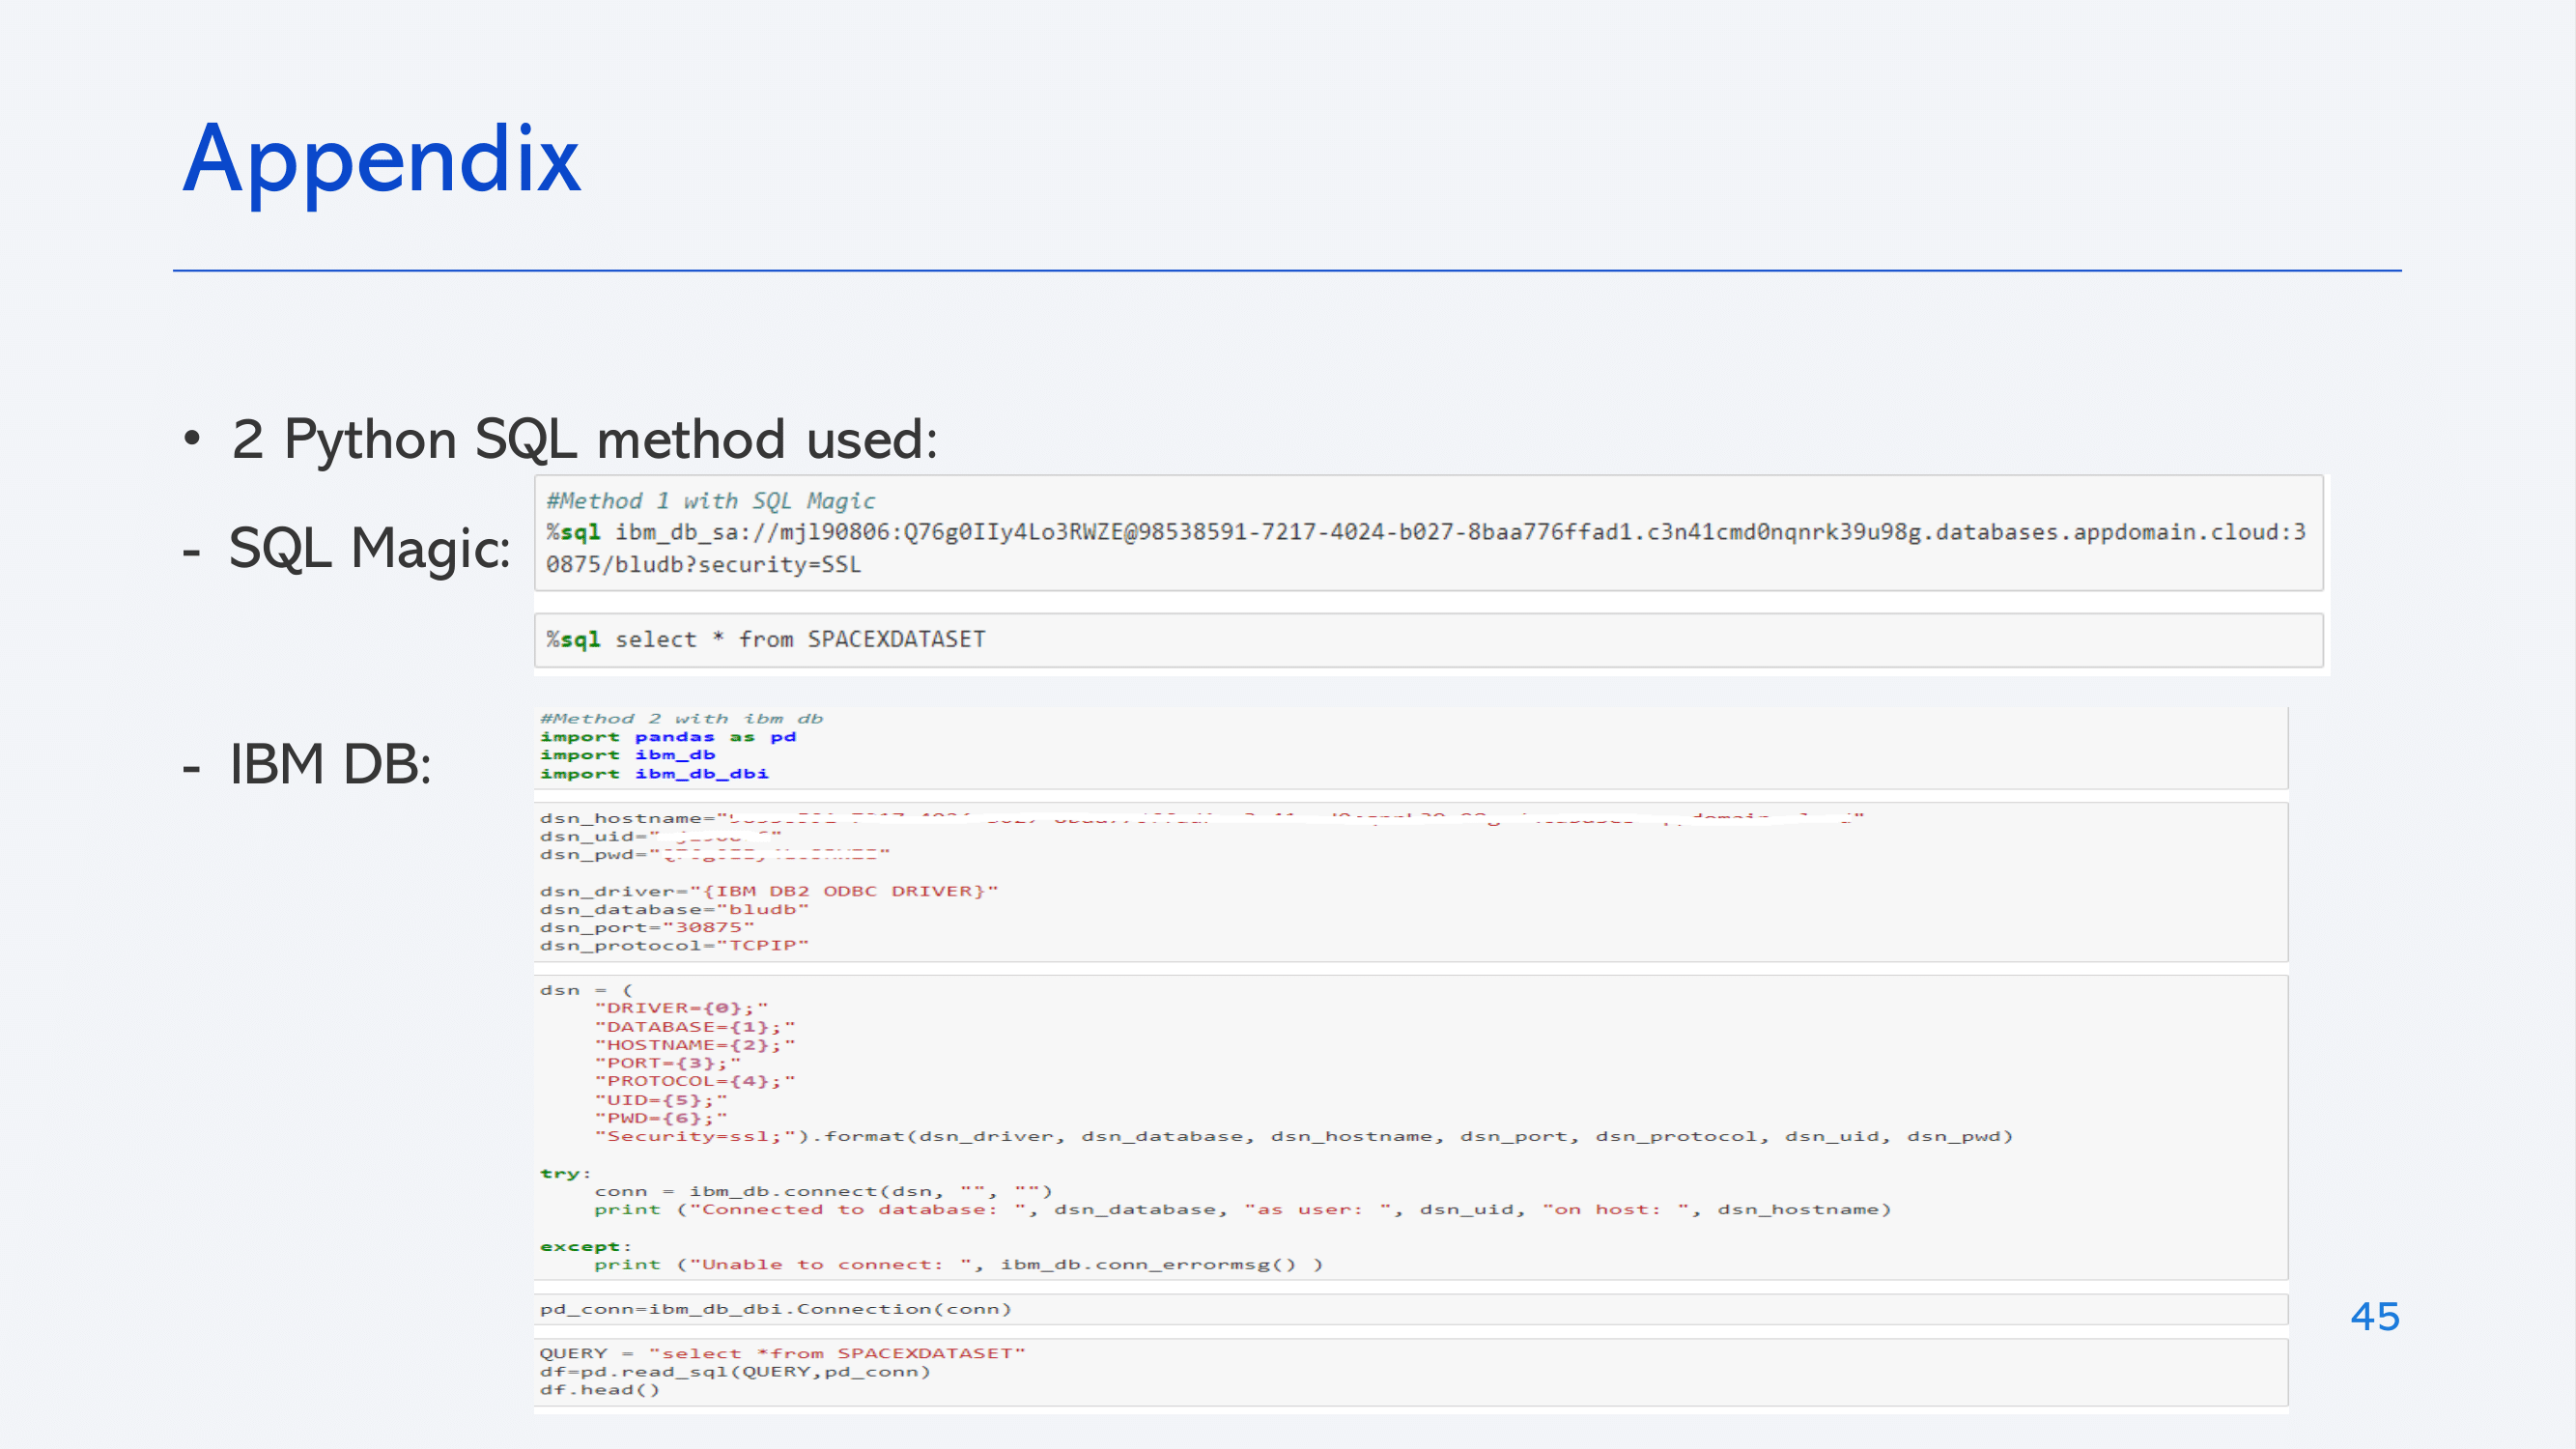 Appendix
• 2 Python SQL method used:
- SQL Magic:
#Method 1 with SQL Magic
%sql ibm_db_sa://mjl90806:Q76g0IIy4Lo3RWZE@98538591-7217-4024-b027-8baa776ffad1.c3n41cmd0nqnrk39u98g.databases.appdomain.cloud:3
0875/bludb?security=SSL
%sql select * from SPACEXDATASET
- IBM DB:
#Method 2 with ibm db
import pandas as pd
import ibm_db
import ibm_db_dbi
dsn_hostname="
dsn_uid="
dsn_pwd="
dsn_driver="{IBM DB2 ODBC DRIVER}"
dsn_database="bludb"
dsn_port="30875"
dsn_protocol="TCPIP"
dsn = (
"DRIVER={0};"
"DATABASE={1};"
"HOSTNAME={2};"
"PORT={3};"
"PROTOCOL={4};"
"UID={5};"
"PWD={6};"
"Security=ssl;").format(dsn_driver, dsn_database, dsn_hostname, dsn_port, dsn_protocol, dsn_uid, dsn_pwd)
try:
conn = ibm_db.connect(dsn, "", "")
print ("Connected to database: ", dsn_database, "as user: ", dsn_uid, "on host: ", dsn_hostname)
except:
print ("Unable to connect: ", ibm_db.conn_errormsg() )
pd_conn=ibm_db_dbi.Connection(conn)
QUERY = "select *from SPACEXDATASET"
df=pd.read_sql(QUERY,pd_conn)
df.head()
45